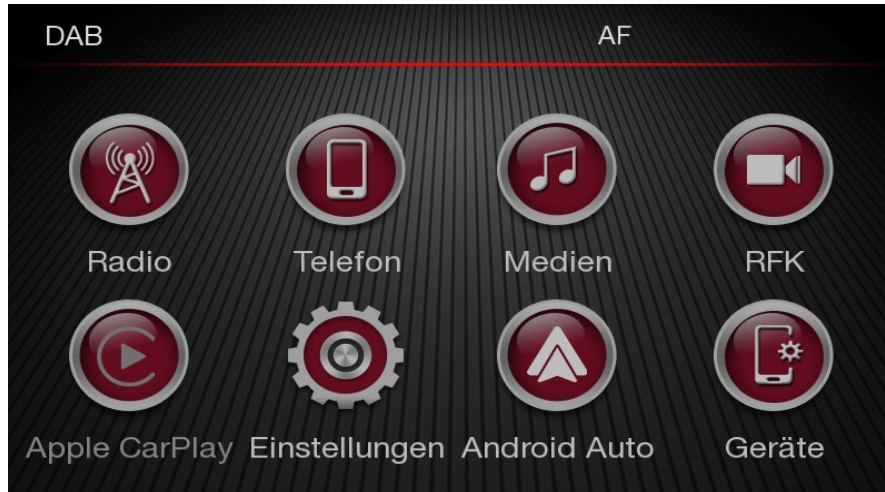 DAB AF
Radio Telefon Medien RFK
Apple CarPlay Einstellungen Android Auto Geräte